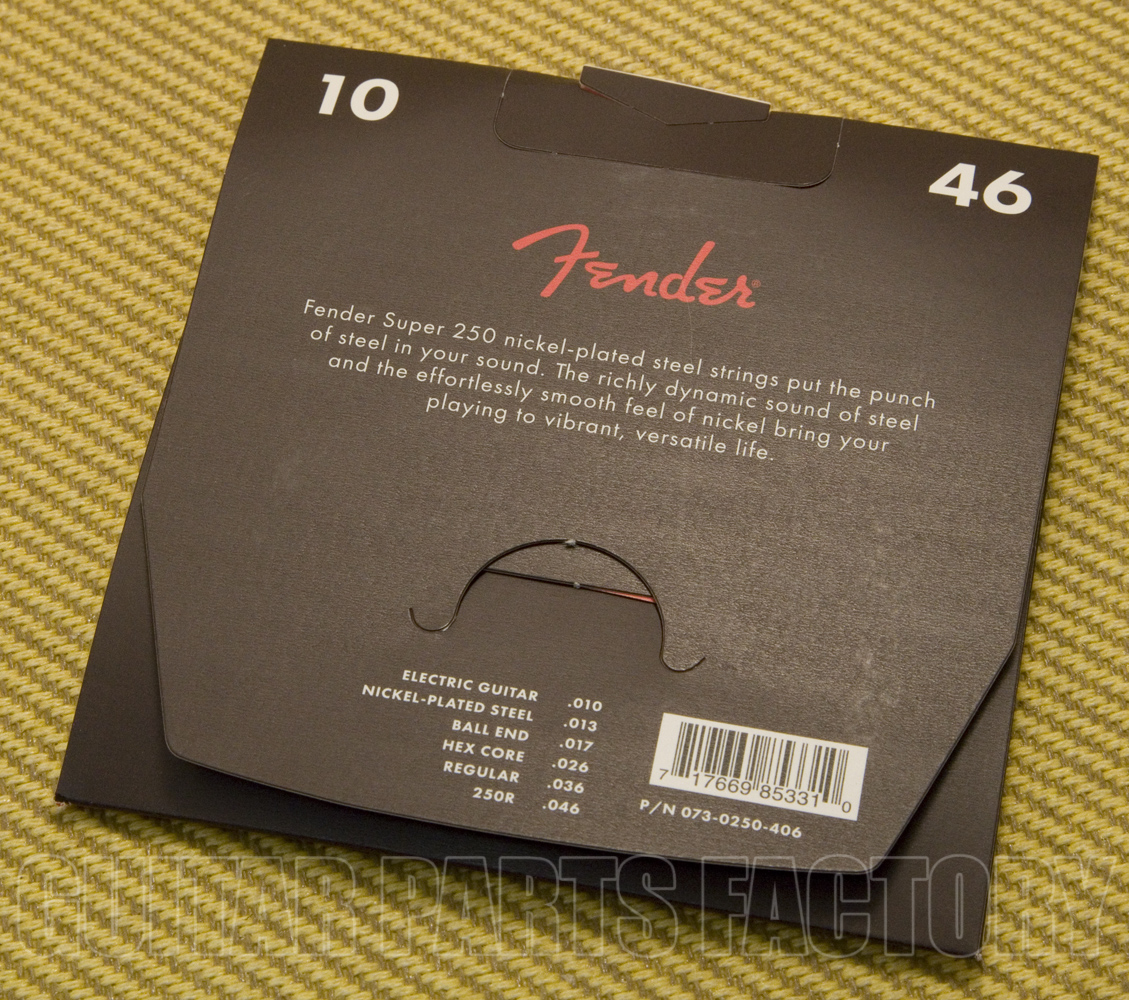 10
46
Fender®
Fender Super 250 nickel-plated steel strings put the punch
of steel in your sound. The richly dynamic sound of steel
and the effortlessly smooth feel of nickel bring your
playing to vibrant, versatile life.
ELECTRIC GUITAR .010
NICKEL-PLATED STEEL .013
BALL END .017
HEX CORE .026
REGULAR .036
250R .046
7 17669 85331 0
P/N 073-0250-406
GUITAR PARTS FACTORY